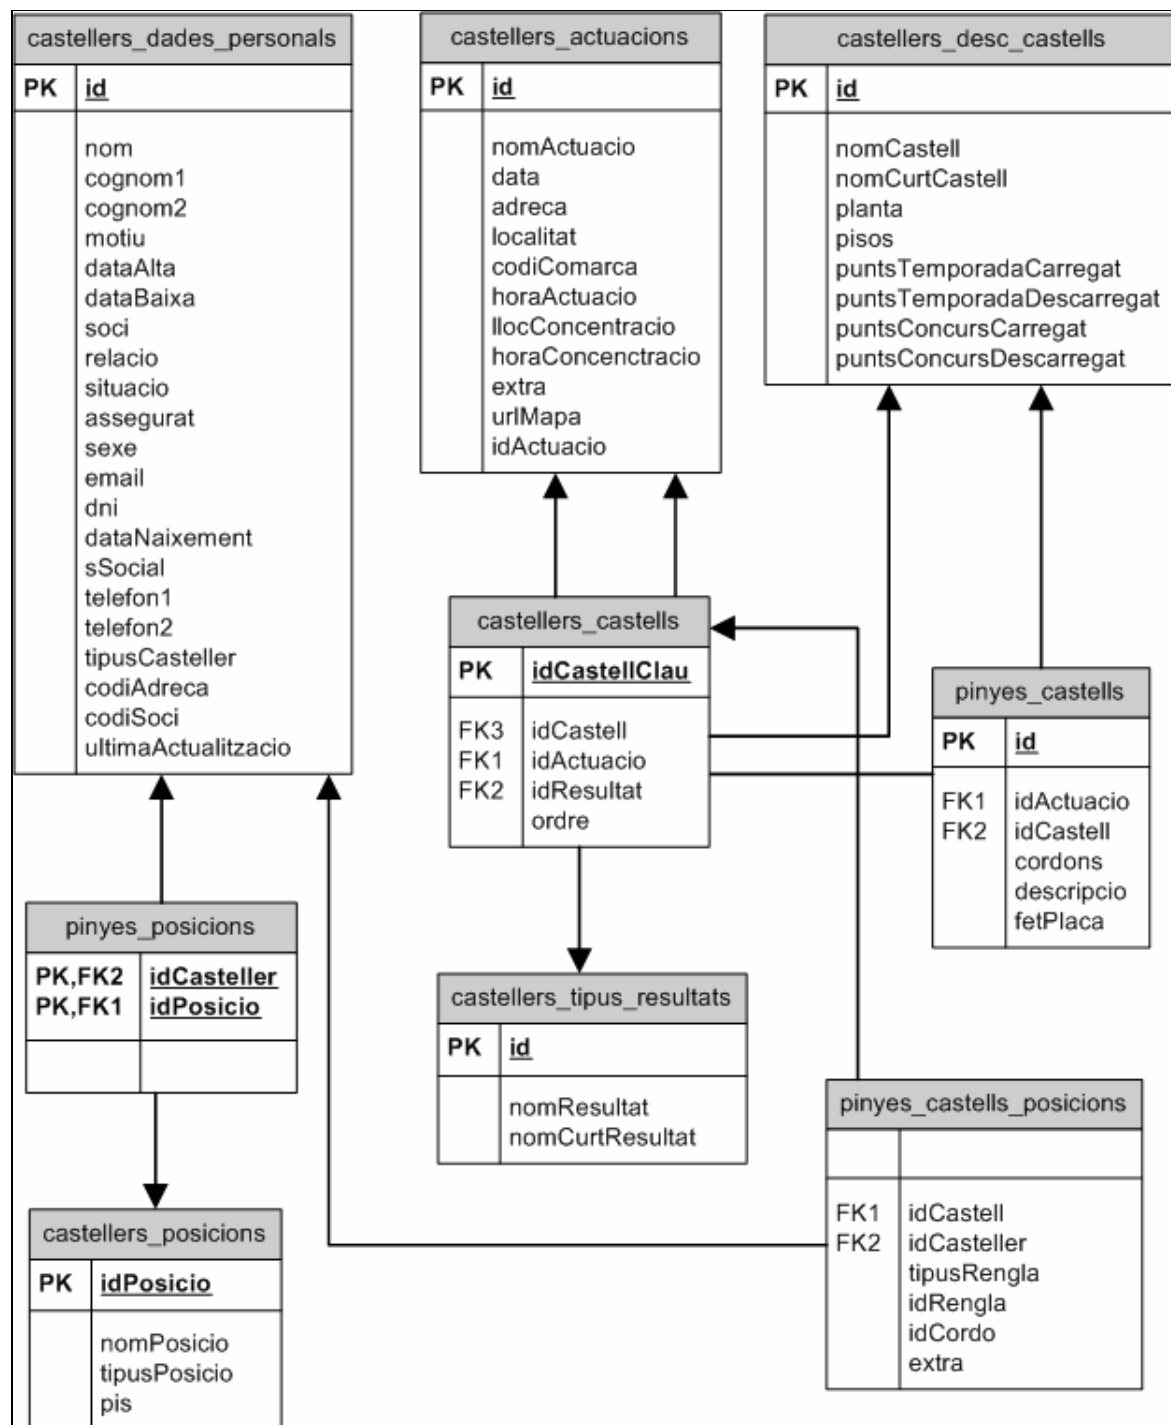 castellers_dades_personals
PK id
nom
cognom1
cognom2
motiu
dataAlta
dataBaixa
soci
relacio
situacio
assegurat
sexe
email
dni
dataNaixement
sSocial
telefon1
telefon2
tipusCasteller
codiAdreca
codiSoci
ultimaActualitzacio
castellers_actuacions
PK id
nomActuacio
data
adreca
localitat
codiComarca
horaActuacio
llocConcentracio
horaConcenctracio
extra
urlMapa
idActuacio
castellers_desc_castells
PK id
nomCastell
nomCurtCastell
planta
pisos
puntsTemporadaCarregat
puntsTemporadaDescarregat
puntsConcursCarregat
puntsConcursDescarregat
castellers_castells
PK idCastellClau
FK3 idCastell
FK1 idActuacio
FK2 idResultat
ordre
pinyes_castells
PK id
FK1 idActuacio
FK2 idCastell
cordons
descripcio
fetPlaca
pinyes_posicions
PK,FK2 idCasteller
PK,FK1 idPosicio
castellers_tipus_resultats
PK id
nomResultat
nomCurtResultat
pinyes_castells_posicions
FK1 idCastell
FK2 idCasteller
tipusRengla
idRengla
idCordo
extra
castellers_posicions
PK idPosicio
nomPosicio
tipusPosicio
pis